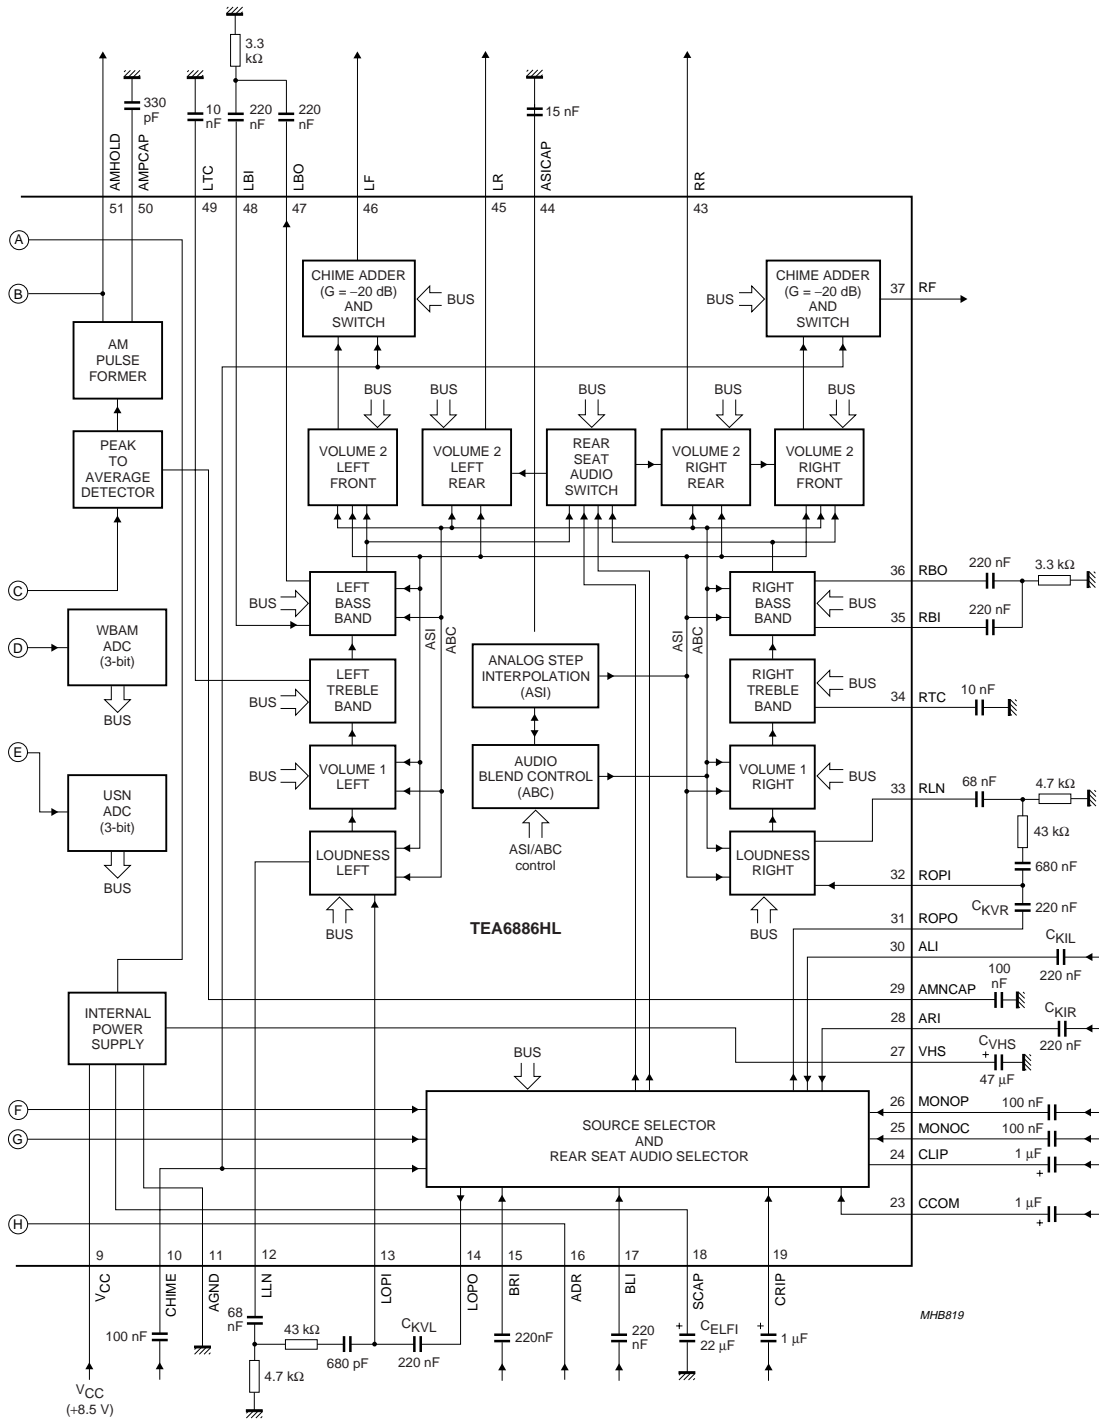 3.3
kΩ
330
pF
10
nF
220
nF
220
nF
15 nF
AMHOLD
AMPCAP
LTC
LBI
LBO
LF
LR
ASICAP
RR
51
50
49
48
47
46
45
44
43
A
B
CHIME ADDER
(G = −20 dB)
AND
SWITCH
BUS
BUS
CHIME ADDER
(G = −20 dB)
AND
SWITCH
37
RF
AM
PULSE
FORMER
BUS
BUS
BUS
BUS
BUS
PEAK
TO
AVERAGE
DETECTOR
VOLUME 2
LEFT
FRONT
VOLUME 2
LEFT
REAR
REAR
SEAT
AUDIO
SWITCH
VOLUME 2
RIGHT
REAR
VOLUME 2
RIGHT
FRONT
C
D
WBAM
ADC
(3-bit)
BUS
BUS
LEFT
BASS
BAND
ASI
ABC
ASI
ABC
RIGHT
BASS
BAND
BUS
36
RBO
220 nF
3.3 kΩ
35
RBI
220 nF
BUS
LEFT
TREBLE
BAND
ANALOG STEP
INTERPOLATION
(ASI)
RIGHT
TREBLE
BAND
BUS
34
RTC
10 nF
E
USN
ADC
(3-bit)
BUS
BUS
VOLUME 1
LEFT
AUDIO
BLEND CONTROL
(ABC)
VOLUME 1
RIGHT
BUS
33
RLN
68 nF
4.7 kΩ
43 kΩ
LOUDNESS
LEFT
ASI/ABC
control
LOUDNESS
RIGHT
680 nF
32
ROPI
BUS
TEA6886HL
BUS
CKVR
220 nF
31
ROPO
30
ALI
CKIL
220 nF
29
AMNCAP
100
nF
28
ARI
CKIR
220 nF
INTERNAL
POWER
SUPPLY
27
VHS
CVHS
+
47 μF
BUS
F
G
SOURCE SELECTOR
AND
REAR SEAT AUDIO SELECTOR
26
MONOP
100 nF
25
MONOC
100 nF
24
CLIP
1 μF
+
23
CCOM
1 μF
+
H
9
10
11
12
13
14
15
16
17
18
19
VCC
CHIME
AGND
LLN
LOPI
LOPO
BRI
ADR
BLI
SCAP
CRIP
MHB819
100 nF
68
nF
43 kΩ
680 pF
CKVL
220 nF
220nF
220
nF
+
CELFI
22 μF
+
1 μF
4.7 kΩ
VCC
(+8.5 V)